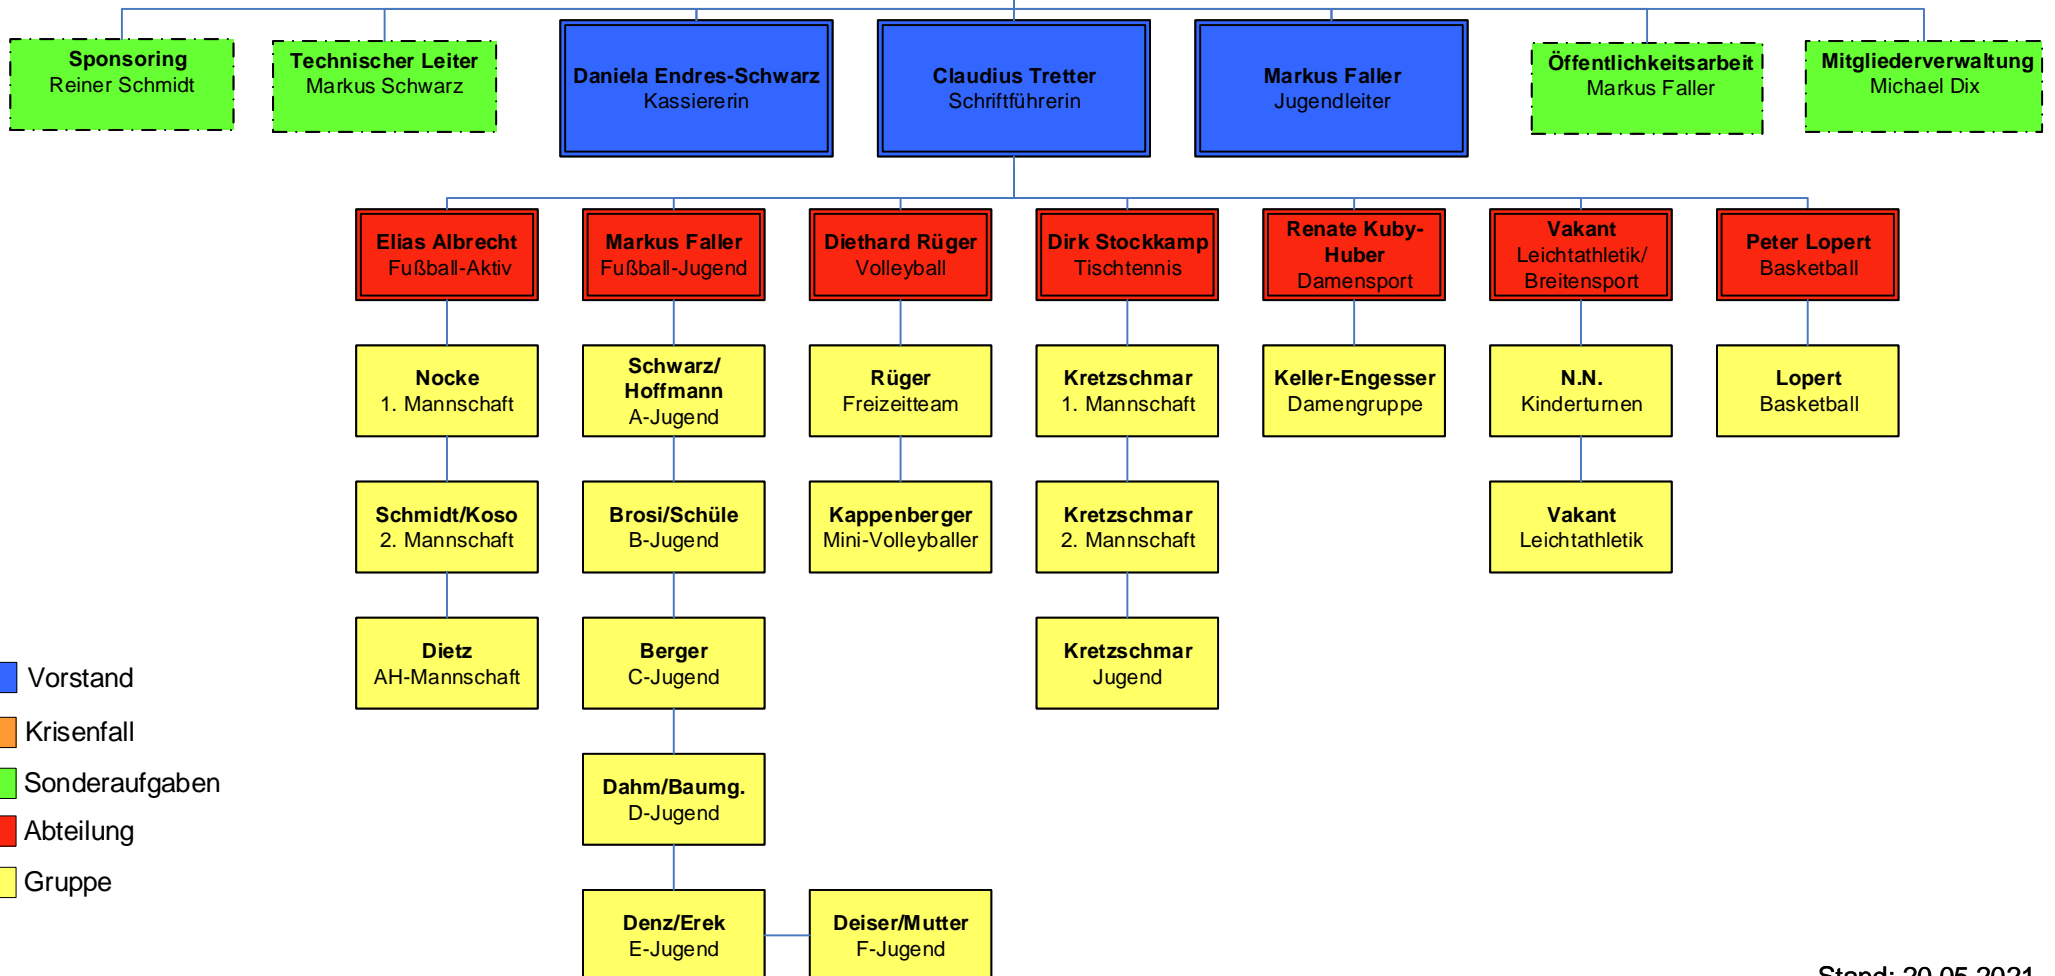 Sponsoring
Reiner Schmidt
Technischer Leiter
Markus Schwarz
Daniela Endres-Schwarz
Kassiererin
Claudius Tretter
Schriftführerin
Markus Faller
Jugendleiter
Öffentlichkeitsarbeit
Markus Faller
Mitgliederverwaltung
Michael Dix
Elias Albrecht
Fußball-Aktiv
Markus Faller
Fußball-Jugend
Diethard Rüger
Volleyball
Dirk Stockkamp
Tischtennis
Renate Kuby-
Huber
Damensport
Vakant
Leichtathletik/
Breitensport
Peter Lopert
Basketball
Nocke
1. Mannschaft
Schwarz/
Hoffmann
A-Jugend
Rüger
Freizeitteam
Kretzschmar
1. Mannschaft
Keller-Engesser
Damengruppe
N.N.
Kinderturnen
Lopert
Basketball
Schmidt/Koso
2. Mannschaft
Brosi/Schüle
B-Jugend
Kappenberger
Mini-Volleyballer
Kretzschmar
2. Mannschaft
Vakant
Leichtathletik
Dietz
AH-Mannschaft
Berger
C-Jugend
Kretzschmar
Jugend
Dahm/Baumg.
D-Jugend
Denz/Erek
E-Jugend
Deiser/Mutter
F-Jugend
Vorstand
Krisenfall
Sonderaufgaben
Abteilung
Gruppe
Stand: 20.05.2021